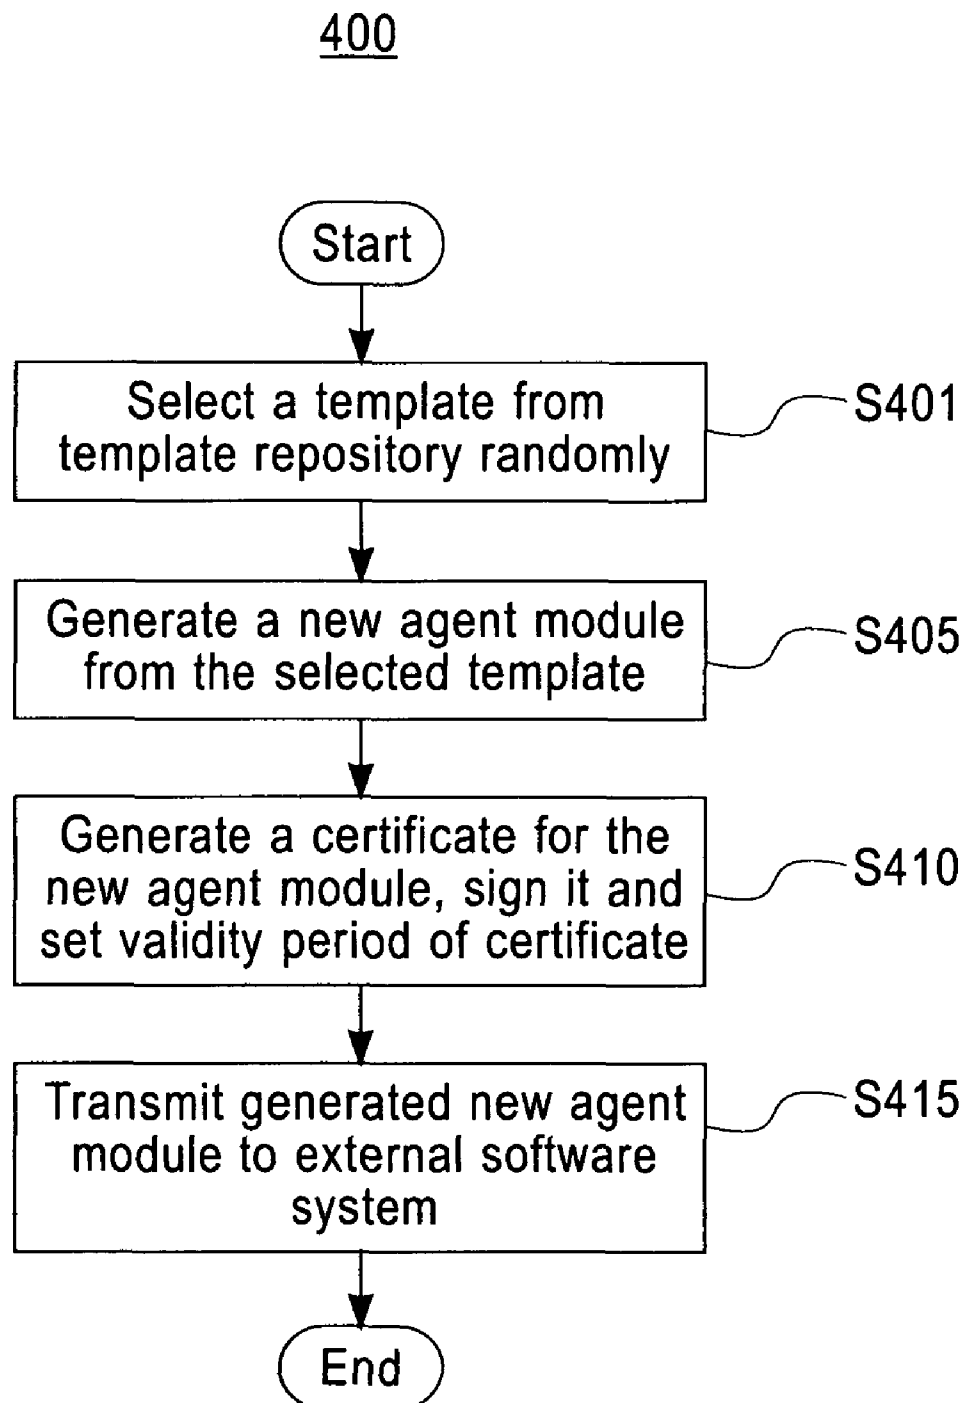 400
Start
Select a template from
template repository randomly
S401
Generate a new agent module
from the selected template
S405
Generate a certificate for the
new agent module, sign it and
set validity period of certificate
S410
Transmit generated new agent
module to external software
system
S415
End